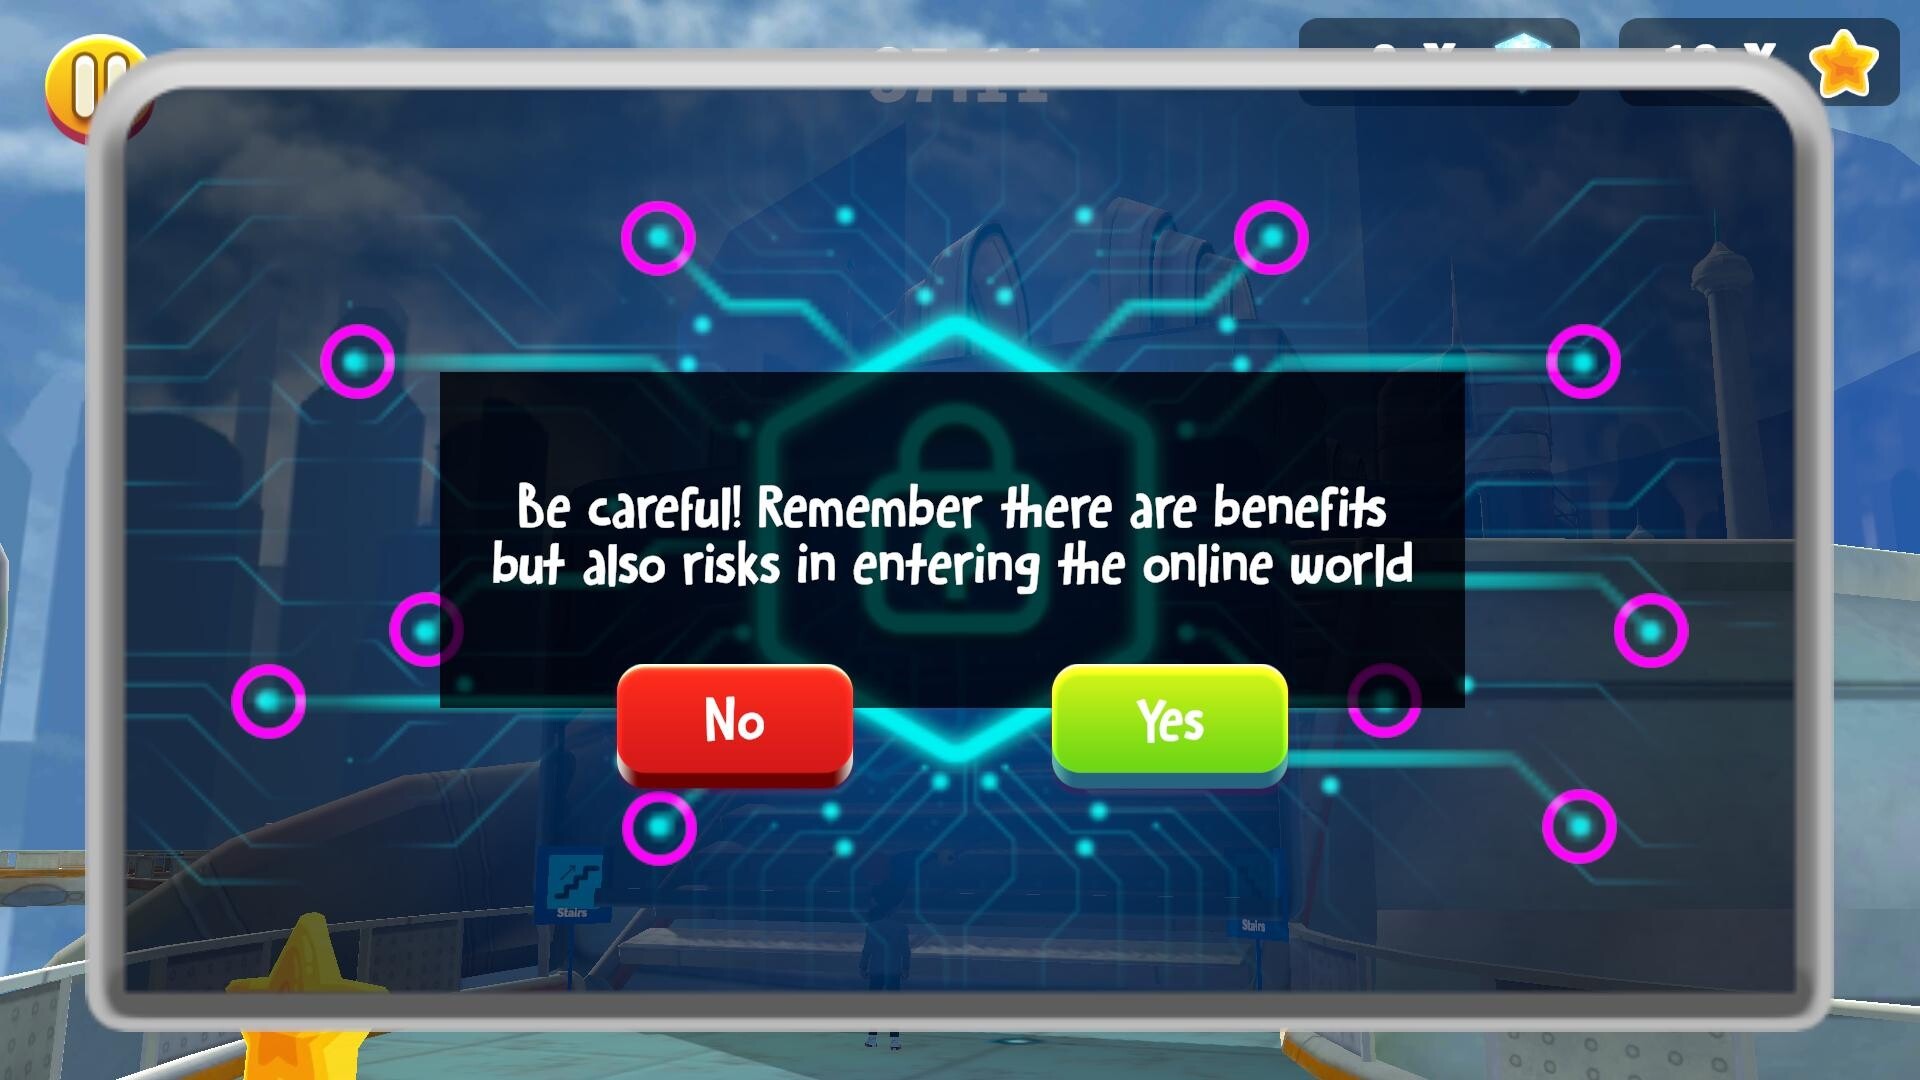 Be careful! Remember there are benefits
but also risks in entering the online world
No
Yes
Stairs
Stairs